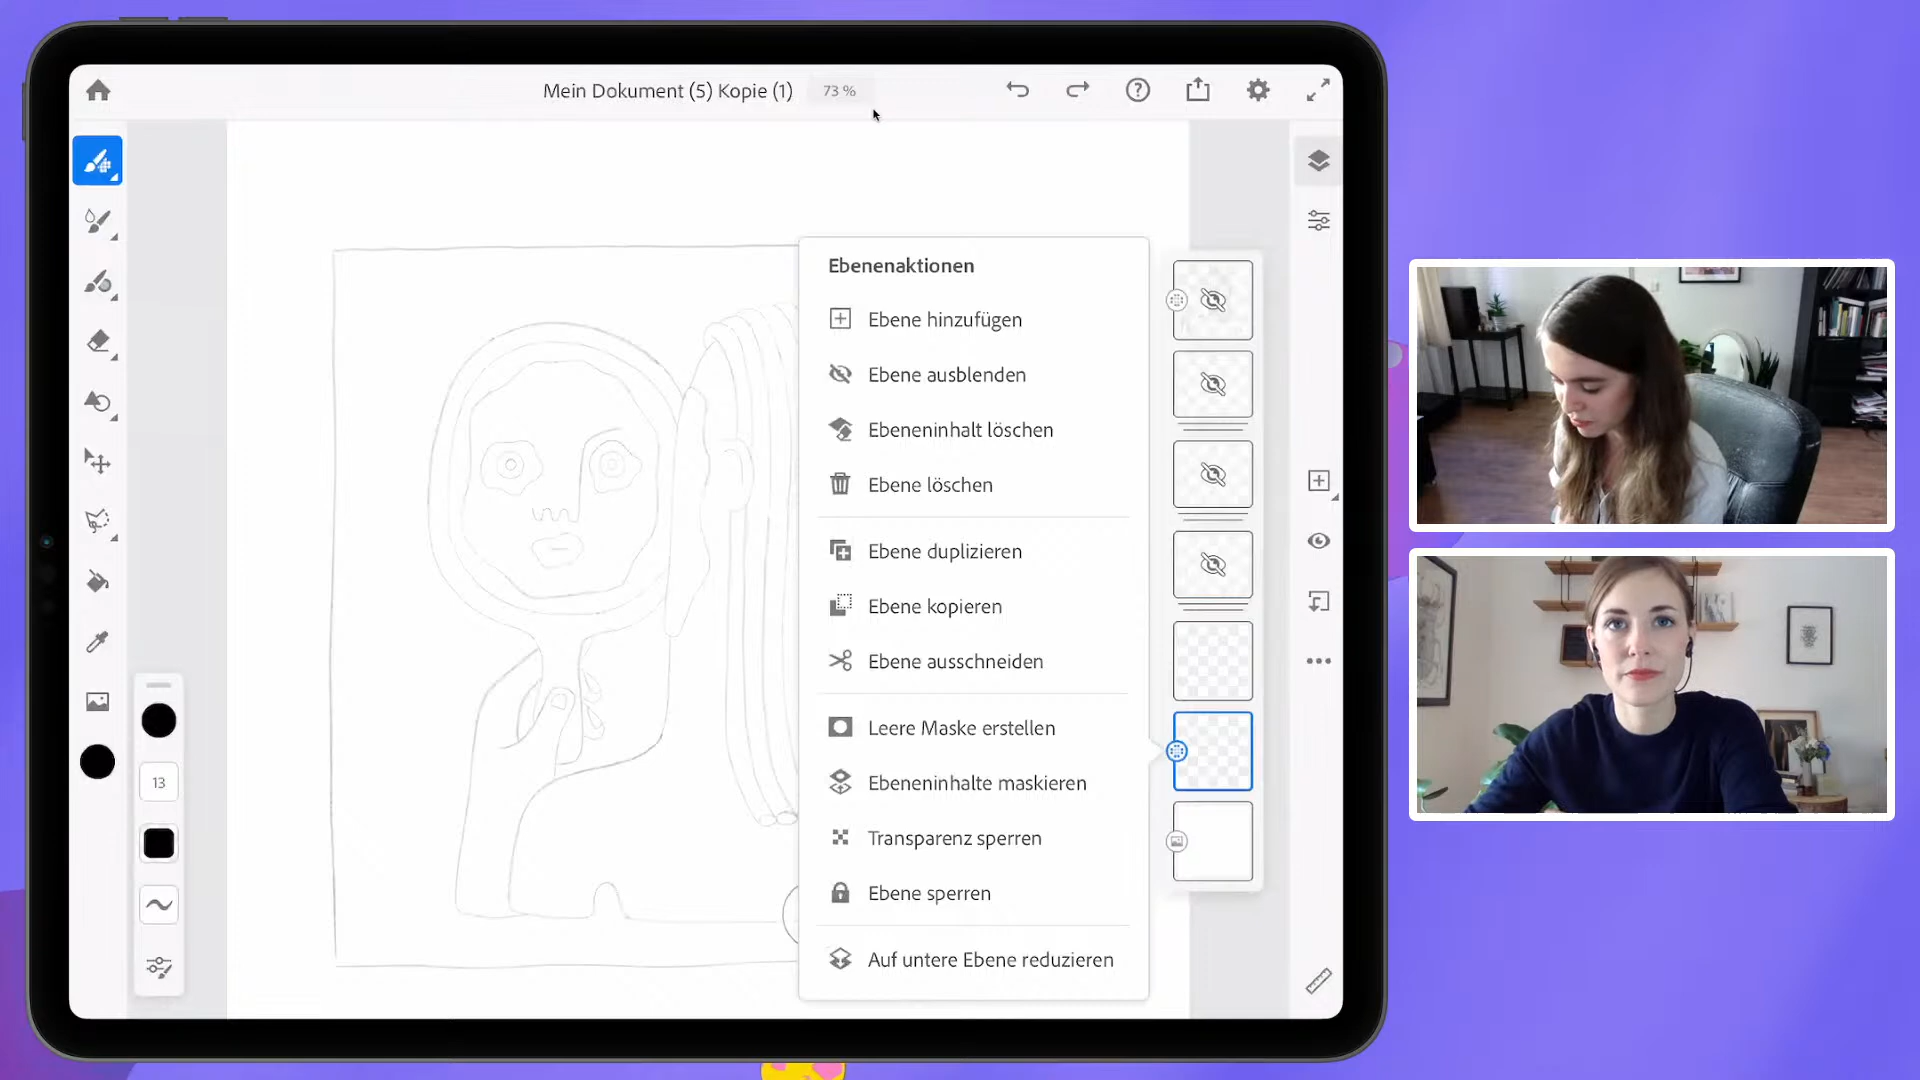 Mein Dokument (5) Kopie (1) 73 %
Ebenenaktionen
Ebene hinzufügen
Ebene ausblenden
Ebeneninhalt löschen
Ebene löschen
Ebene duplizieren
Ebene kopieren
Ebene ausschneiden
Leere Maske erstellen
Ebeneninhalte maskieren
Transparenz sperren
Ebene sperren
Auf untere Ebene reduzieren
13